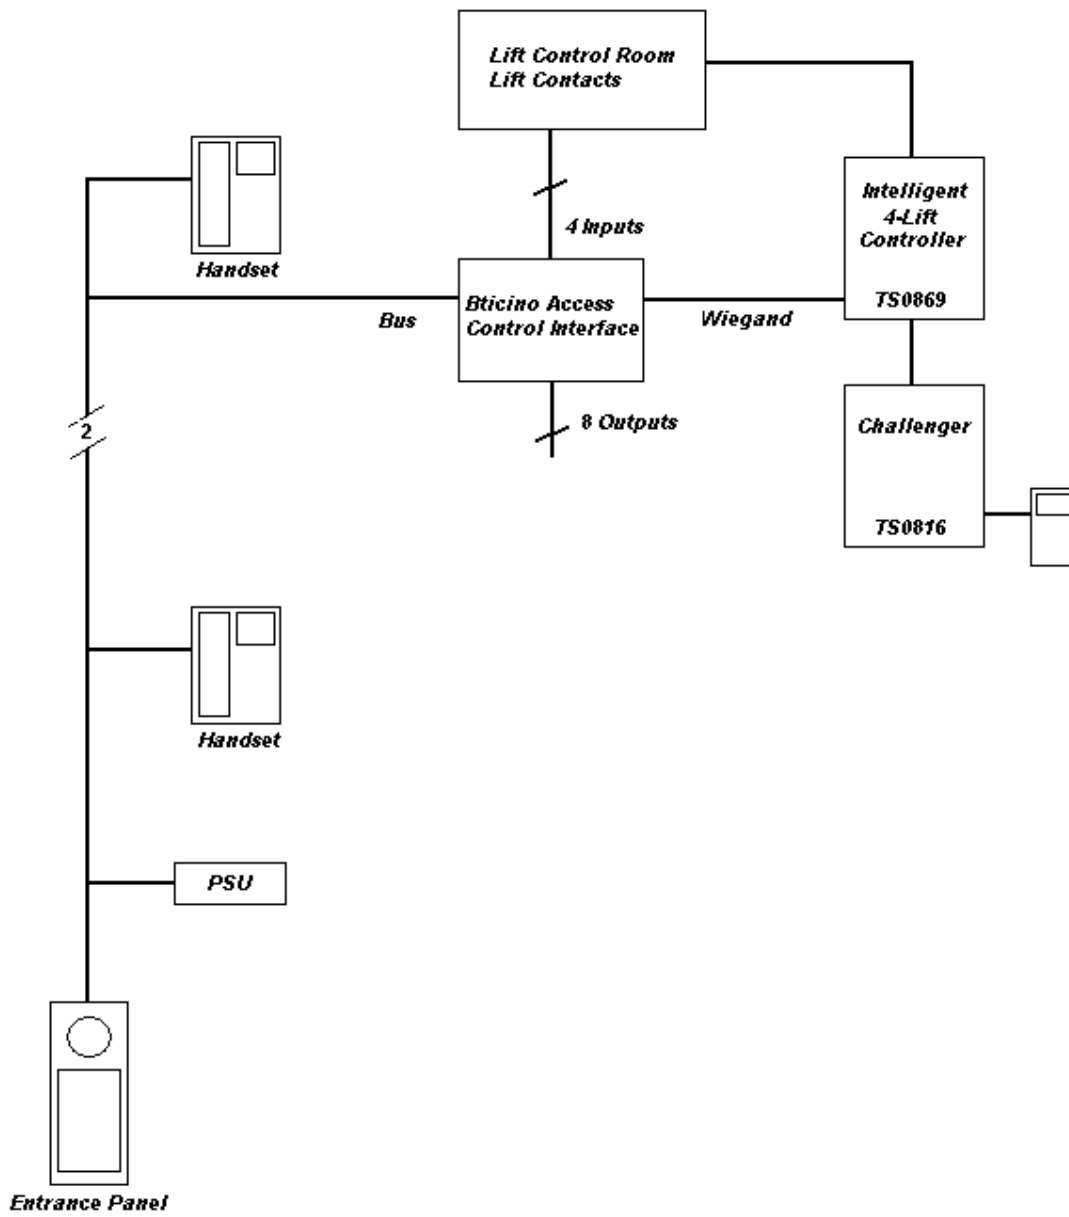 Lift Control Room
Lift Contacts
Intelligent
4-Lift
Controller
TS0869
4 Inputs
Handset
Bticino Access
Control Interface
Bus
Wiegand
2
8 Outputs
Challenger
TS0816
Handset
PSU
Entrance Panel